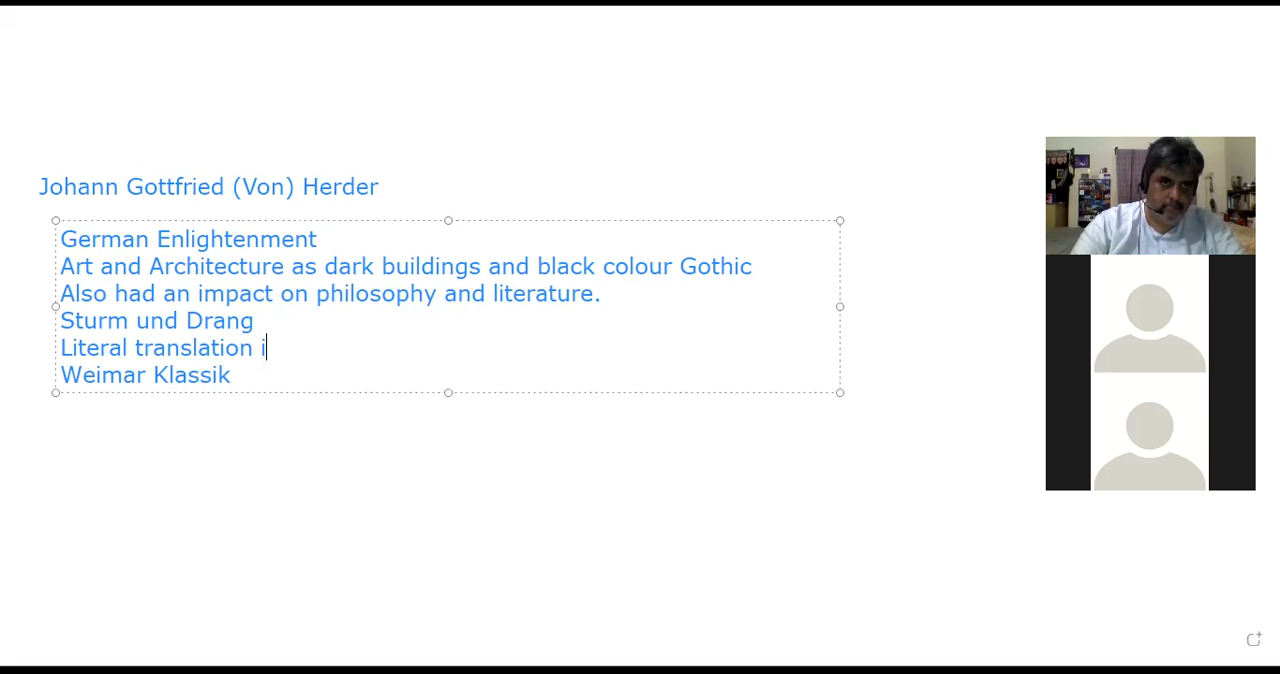 Johann Gottfried (Von) Herder
German Enlightenment
Art and Architecture as dark buildings and black colour Gothic
Also had an impact on philosophy and literature.
Sturm und Drang
Literal translation i
Weimar Klassik